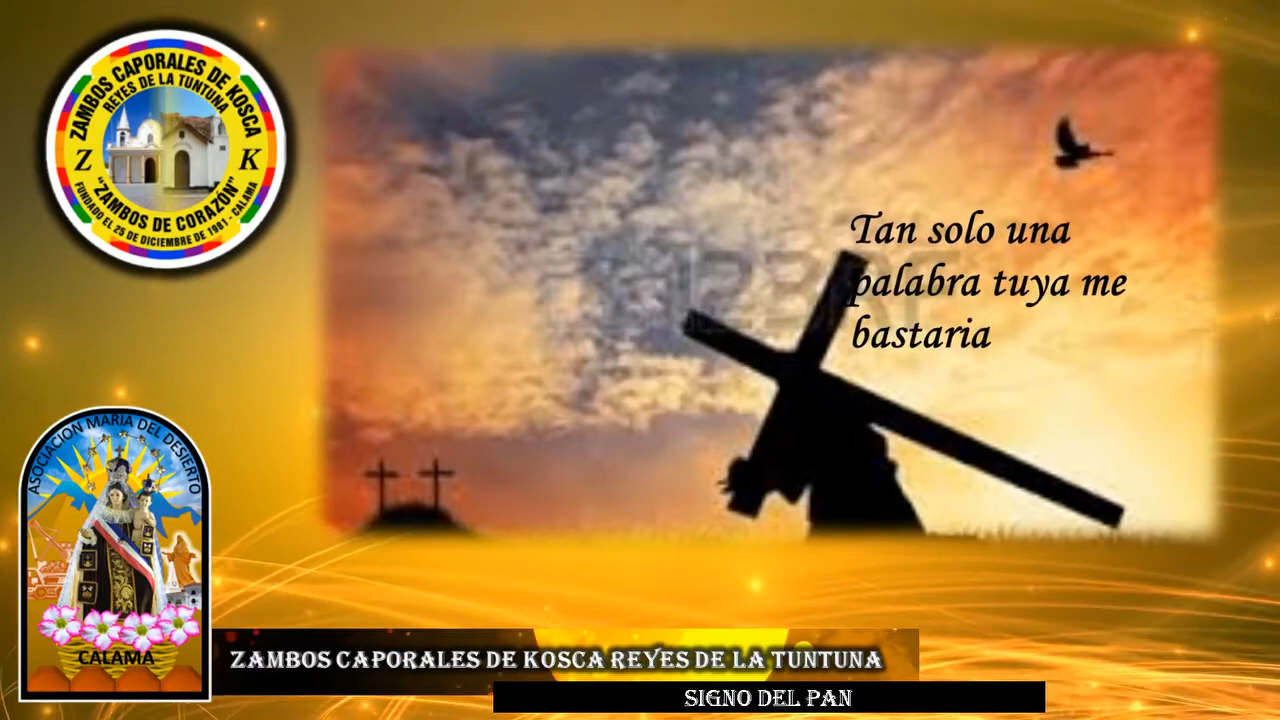 ZAMBOS CAPORALES DE KOSCA
REYES DE LA TUNTUNA
Z K
"ZAMBOS DE CORAZÓN"
FUNDADO EL 25 DE DICIEMBRE DE 1981 - CALAMA
Tan solo una
palabra tuya me
bastaria
ASOCIACION MARIA DEL DESIERTO
CALAMA
ZAMBOS CAPORALES DE KOSCA REYES DE LA TUNTUNA
SIGNO DEL PAN